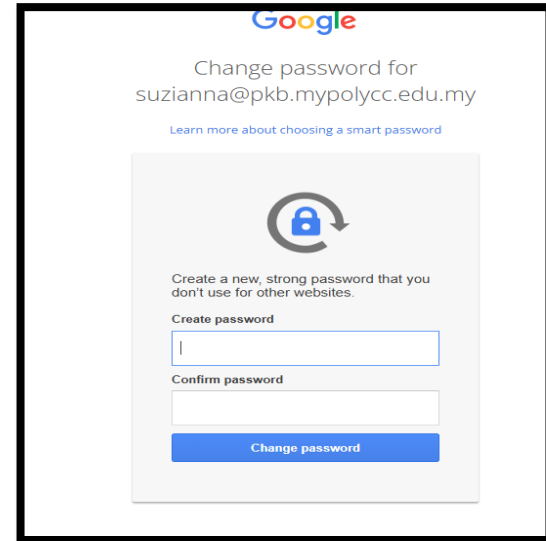 Google
Change password for
suzianna@pkb.mypolycc.edu.my
Learn more about choosing a smart password
Create a new, strong password that you
don't use for other websites.
Create password
Confirm password
Change password